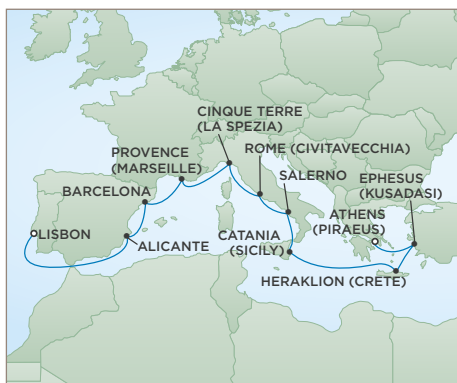 CINQUE TERRE
(LA SPEZIA)
ROME (CIVITAVECCHIA)
PROVENCE
(MARSEILLE)
SALERNO
EPHESUS
(KUSADASI)
BARCELONA
ATHENS
(PIRAEUS)
LISBON
ALICANTE
CATANIA
(SICILY)
HERAKLION (CRETE)